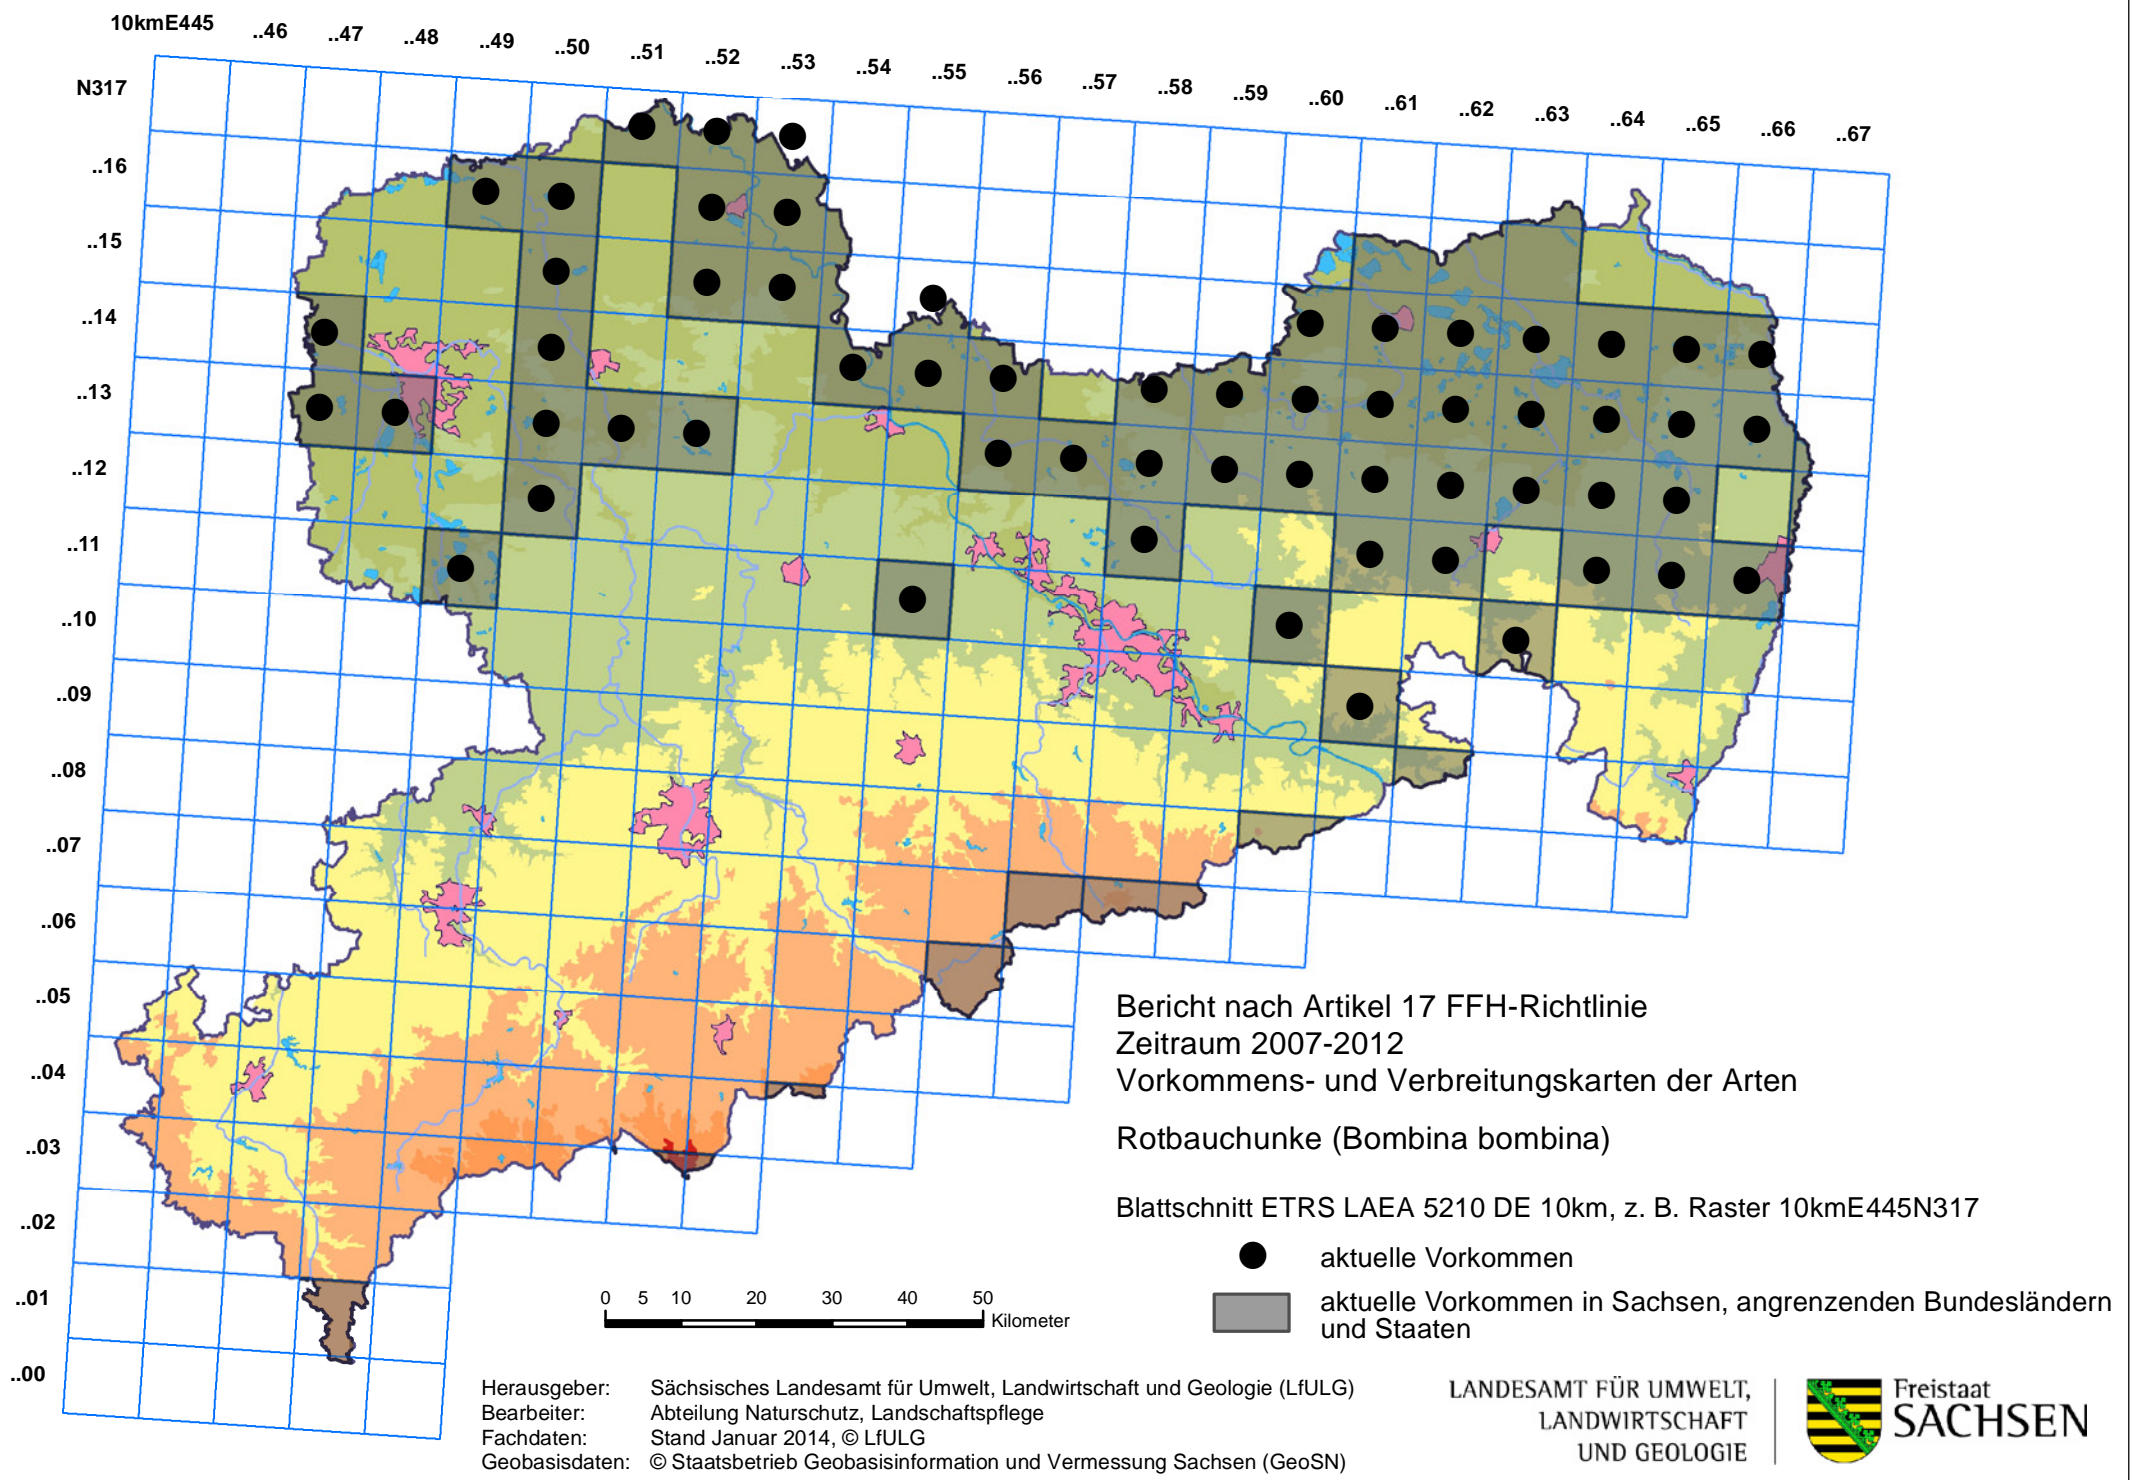 10kmE445 ..46 ..47 ..48 ..49 ..50 ..51 ..52 ..53 ..54 ..55 ..56 ..57 ..58 ..59 ..60 ..61 ..62 ..63 ..64 ..65 ..66 ..67
N317
..16
..15
..14
..13
..12
..11
..10
..09
..08
..07
..06
..05
..04
..03
..02
..01
..00
Bericht nach Artikel 17 FFH-Richtlinie
Zeitraum 2007-2012
Vorkommens- und Verbreitungskarten der Arten
Rotbauchunke (Bombina bombina)
Blattschnitt ETRS LAEA 5210 DE 10km, z. B. Raster 10kmE445N317
aktuelle Vorkommen
aktuelle Vorkommen in Sachsen, angrenzenden Bundesländern
und Staaten
0 5 10 20 30 40 50
Kilometer
Herausgeber: Sächsisches Landesamt für Umwelt, Landwirtschaft und Geologie (LfULG)
Bearbeiter: Abteilung Naturschutz, Landschaftspflege
Fachdaten: Stand Januar 2014, © LfULG
Geobasisdaten: © Staatsbetrieb Geobasisinformation und Vermessung Sachsen (GeoSN)
LANDESAMT FÜR UMWELT,
LANDWIRTSCHAFT
UND GEOLOGIE
Freistaat
SACHSEN